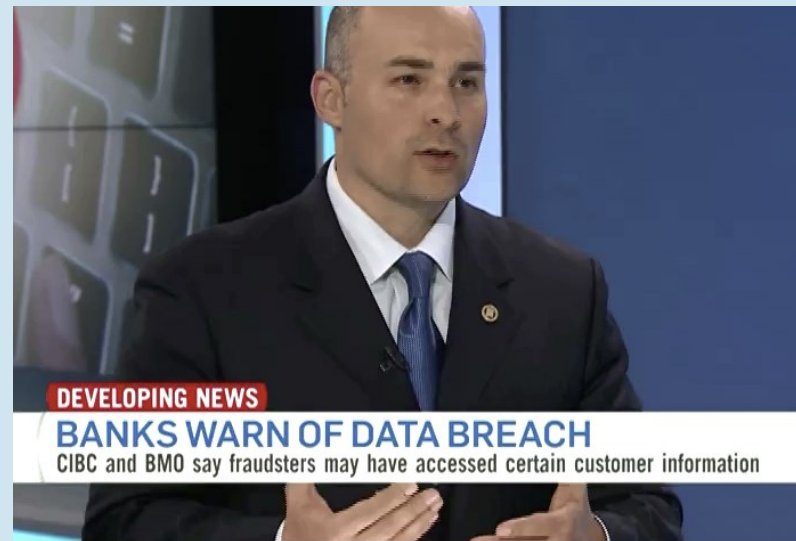 DEVELOPING NEWS
BANKS WARN OF DATA BREACH
CIBC and BMO say fraudsters may have accessed certain customer information